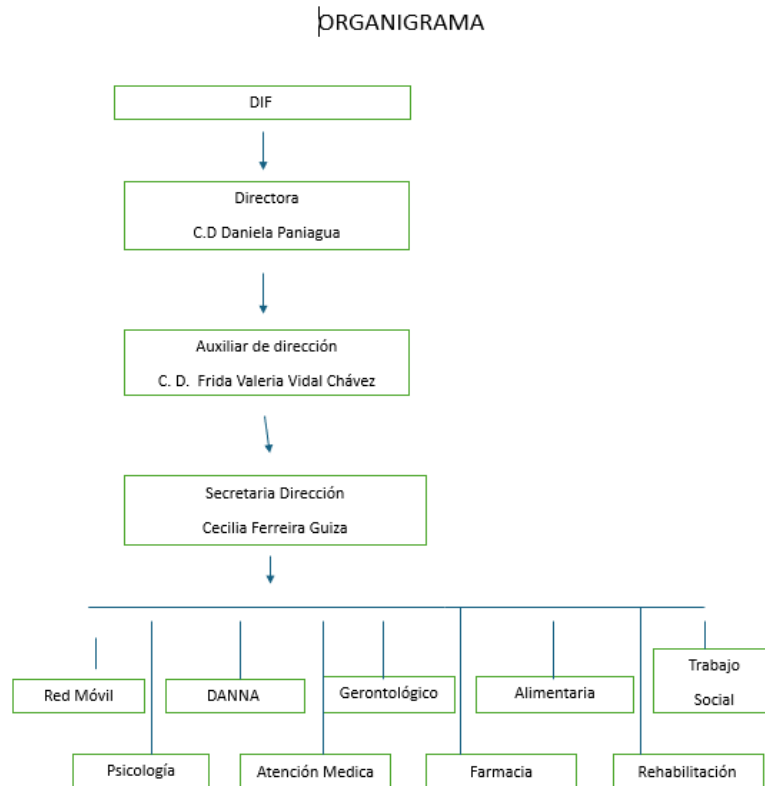 ORGANIGRAMA
DIF
Directora
C.D Daniela Paniagua
Auxiliar de dirección
C. D. Frida Valeria Vidal Chávez
Secretaria Dirección
Cecilia Ferreira Guiza
Red Móvil
DANNA
Gerontológico
Alimentaria
Trabajo
Social
Psicología
Atención Medica
Farmacia
Rehabilitación